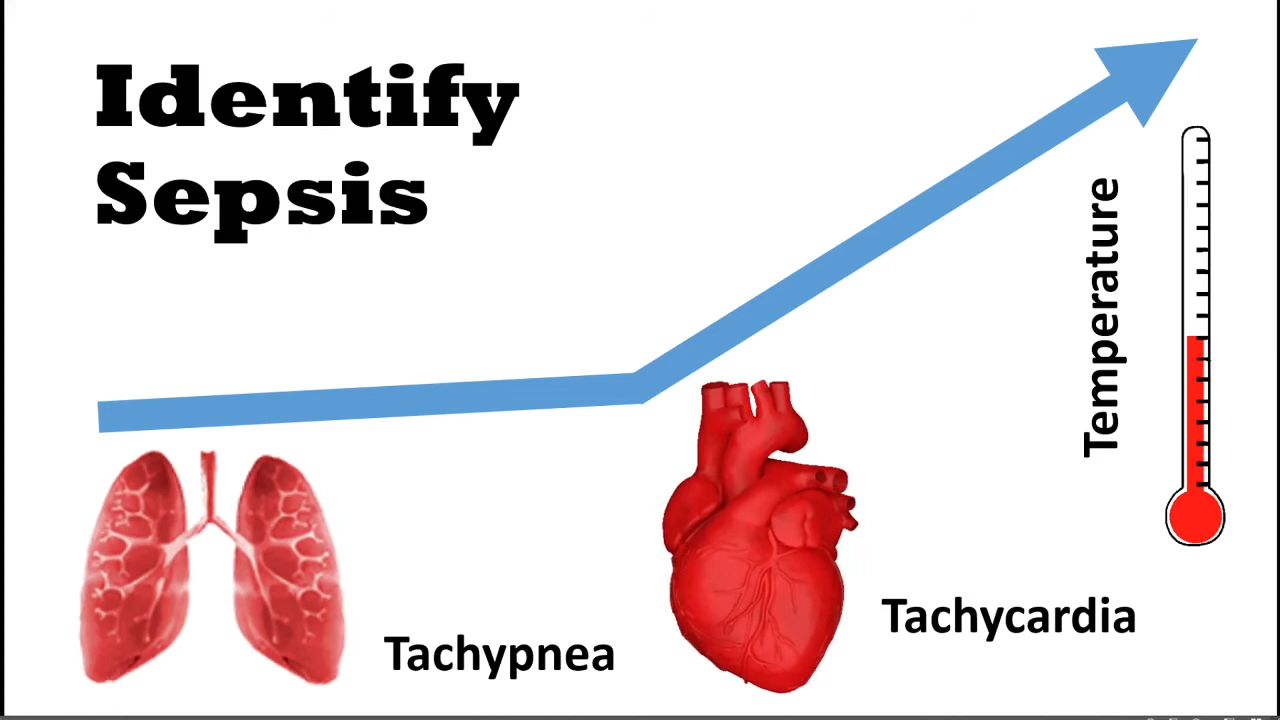 Identify
Sepsis
Temperature
Tachypnea
Tachycardia